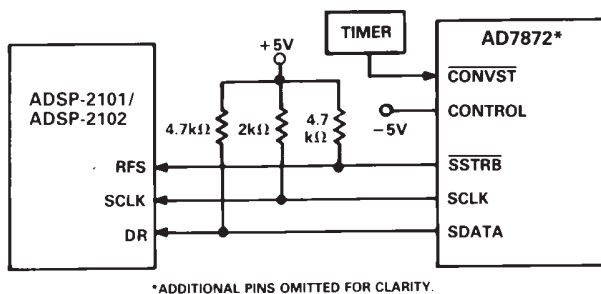 TIMER
AD7872*
+5V
CONVST
ADSP-2101/
ADSP-2102
CONTROL
4.7kΩ
2kΩ
4.7
kΩ
−5V
RFS
SSTRB
SCLK
SCLK
DR
SDATA
*ADDITIONAL PINS OMITTED FOR CLARITY.